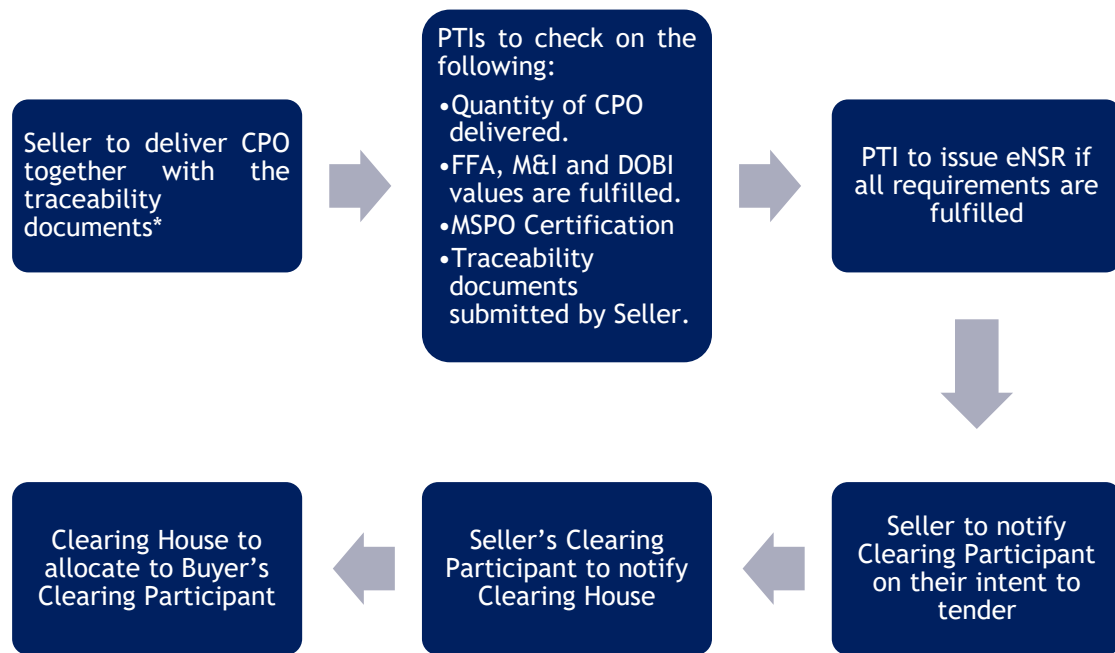 Seller to deliver CPO
together with the
traceability
documents*
PTIs to check on the
following:
•Quantity of CPO
delivered.
•FFA, M&I and DOBI
values are fulfilled.
•MSPO Certification
•Traceability
documents
submitted by Seller.
PTI to issue eNSR if
all requirements are
fulfilled
Seller to notify
Clearing Participant
on their intent to
tender
Seller’s Clearing
Participant to notify
Clearing House
Clearing House to
allocate to Buyer’s
Clearing Participant